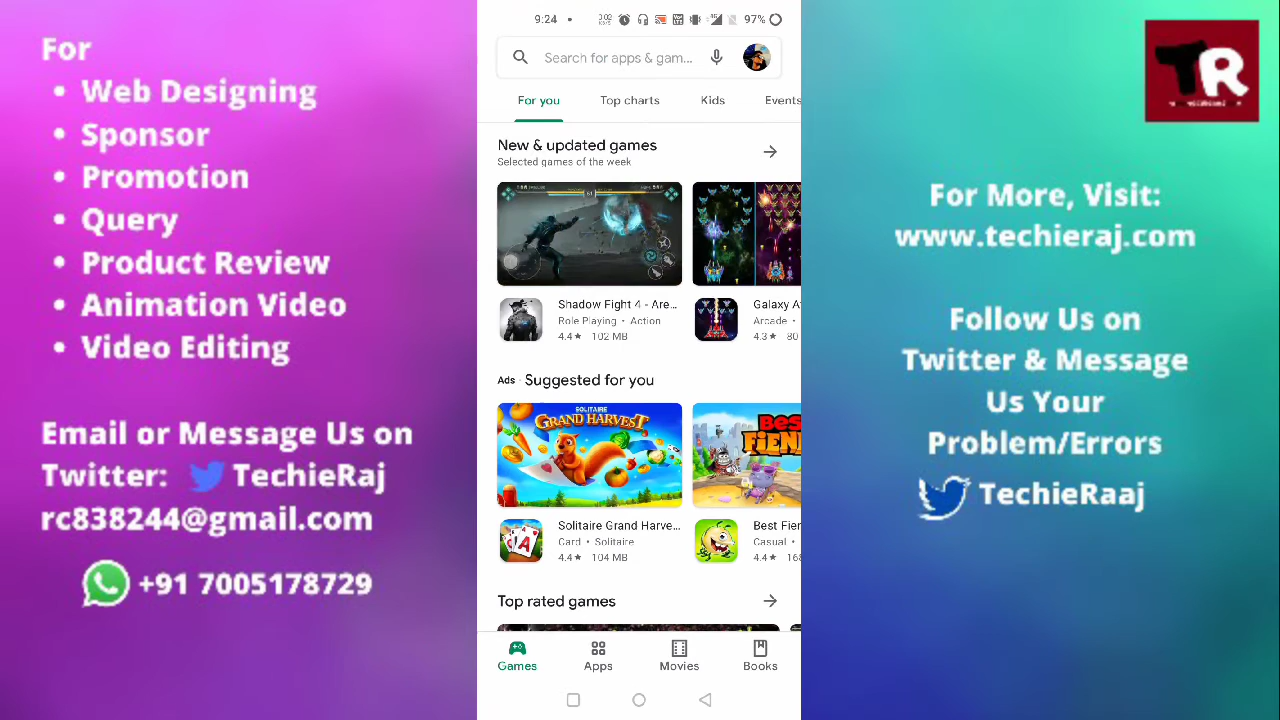 For
• Web Designing
• Sponsor
• Promotion
• Query
• Product Review
• Animation Video
• Video Editing
Email or Message Us on
Twitter: TechieRaj
rc838244@gmail.com
+91 7005178729
9:24 • 97%
Search for apps & gam...
For you Top charts Kids Events
New & updated games
Selected games of the week
Shadow Fight 4 - Are...
Role Playing • Action
4.4★ 102 MB
Galaxy A
Arcade •
4.3★ 80
Ads · Suggested for you
SOLITAIRE
GRAND HARVEST
Solitaire Grand Harve...
Card • Solitaire
4.4★ 104 MB
BES
FIEN
Best Fier
Casual •
4.4★ 168
Top rated games
Games Apps Movies Books
TR
For More, Visit:
www.techieraj.com
Follow Us on
Twitter & Message
Us Your
Problem/Errors
TechieRaaj